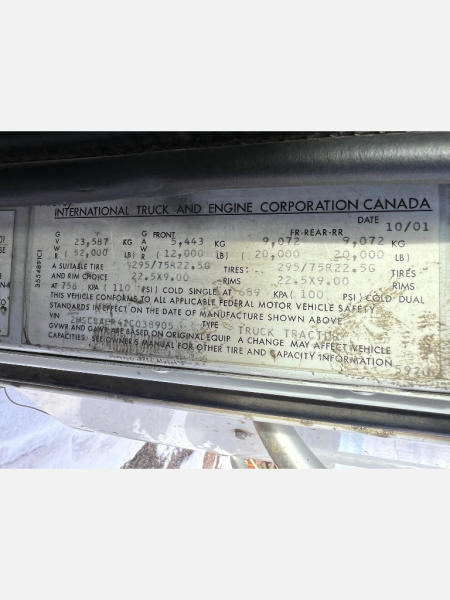 INTERNATIONAL TRUCK AND ENGINE CORPORATION CANADA
DATE 10/01
FRONT FR-REAR-RR
GVWR 23,587 KG GAWR 5,443 KG 9,072 9,072 KG
( 52,000 LB) ( 12,000 LB) ( 20,000 20,000 LB)
A SUITABLE TIRE 295/75R22.5G TIRES: 295/75R22.5G TIRES
AND RIM CHOICE 22.5X9.00 RIMS 22.5X9.00 RIMS
AT 758 KPA ( 110 PSI) COLD SINGLE AT 689 KPA ( 100 PSI) COLD DUAL
THIS VEHICLE CONFORMS TO ALL APPLICABLE FEDERAL MOTOR VEHICLE SAFETY
STANDARDS IN EFFECT ON THE DATE OF MANUFACTURE SHOWN ABOVE.
VIN TYPE TRUCK TRACTOR
GVWR AND GAWR ARE BASED ON ORIGINAL EQUIP A CHANGE MAY AFFECT VEHICLE
CAPACITIES: SEE OWNER'S MANUAL FOR OTHER TIRE AND CAPACITY INFORMATION